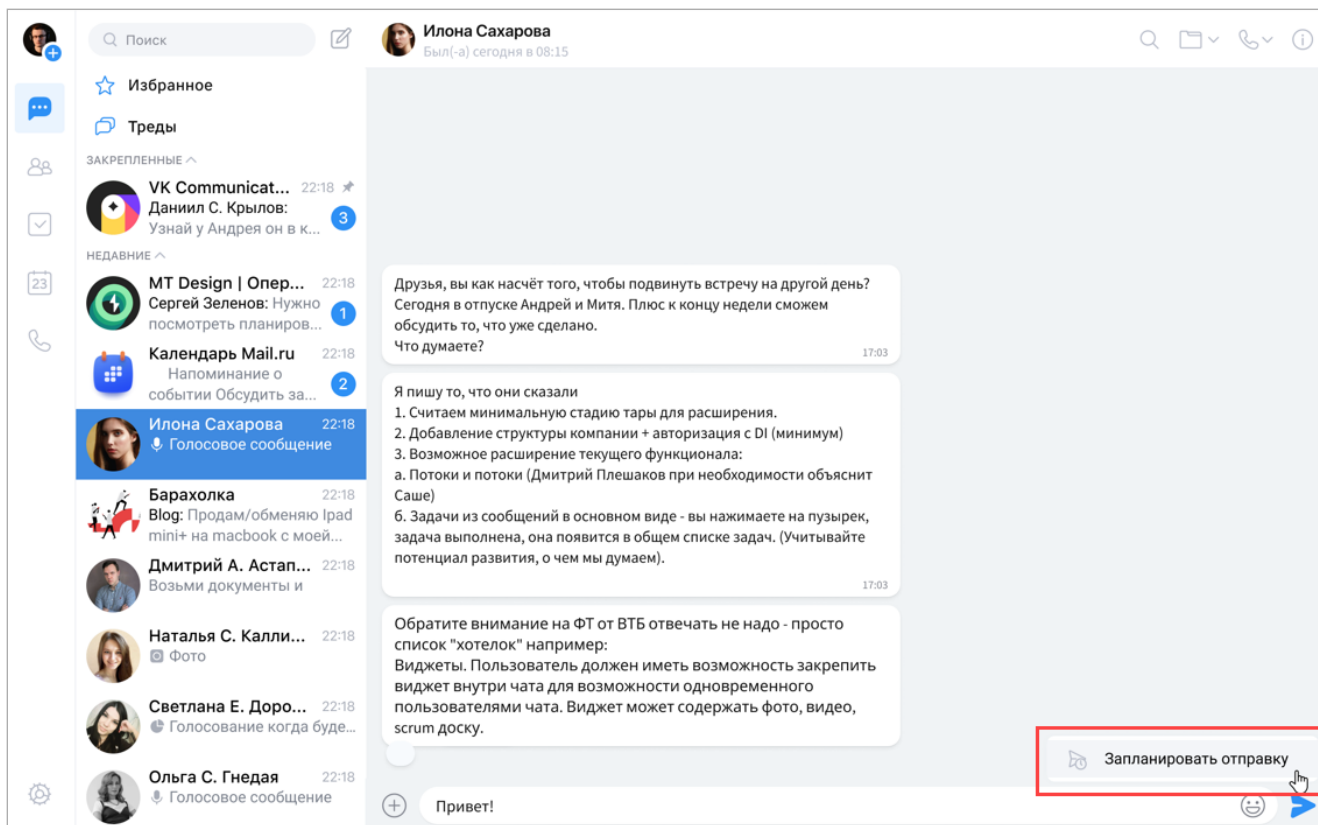 Поиск
Избранное
Треды
ЗАКРЕПЛЕННЫЕ
VK Communicat... 22:18
Даниил С. Крылов:
Узнай у Андрея он в к... 3
НЕДАВНИЕ
MT Design | Опер... 22:18
Сергей Зеленов: Нужно
посмотреть планиров... 1
Календарь Mail.ru 22:18
Напоминание о
событии Обсудить за... 2
Илона Сахарова 22:18
Голосовое сообщение
Барахолка 22:18
Blog: Продам/обменяю Ipad
mini+ на macbook с моей...
Дмитрий А. Астап... 22:18
Возьми документы и
Наталья С. Калли... 22:18
Фото
Светлана Е. Доро... 22:18
Голосование когда буде...
Ольга С. Гнедая 22:18
Голосовое сообщение
23
Илона Сахарова
Был(-а) сегодня в 08:15
Друзья, вы как насчёт того, чтобы подвинуть встречу на другой день?
Сегодня в отпуске Андрей и Митя. Плюс к концу недели сможем
обсудить то, что уже сделано.
Что думаете?
17:03
Я пишу то, что они сказали
1. Считаем минимальную стадию тары для расширения.
2. Добавление структуры компании + авторизация с DI (минимум)
3. Возможное расширение текущего функционала:
а. Потоки и потоки (Дмитрий Плешаков при необходимости объяснит
Саше)
б. Задачи из сообщений в основном виде - вы нажимаете на пузырек,
задача выполнена, она появится в общем списке задач. (Учитывайте
потенциал развития, о чем мы думаем).
17:03
Обратите внимание на ФТ от ВТБ отвечать не надо - просто
список "хотелок" например:
Виджеты. Пользователь должен иметь возможность закрепить
виджет внутри чата для возможности одновременного
пользователями чата. Виджет может содержать фото, видео,
scrum доску.
Запланировать отправку
Привет!